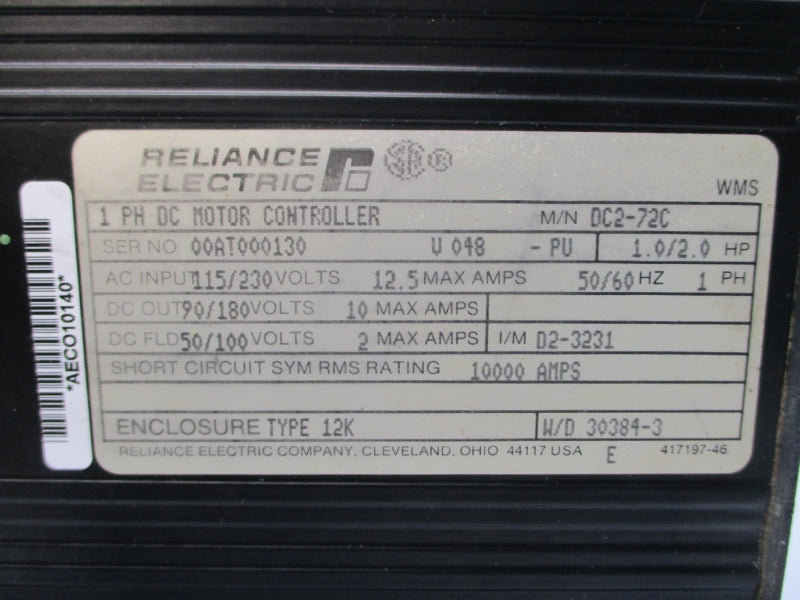 RELIANCE
ELECTRIC
SA ®
WMS
1 PH DC MOTOR CONTROLLER M/N DC2-72C
SER NO 00AT000130 U 048 - PU 1.0/2.0 HP
AC INPUT 115/230 VOLTS 12.5 MAX AMPS 50/60 HZ 1 PH
DC OUT 90/180 VOLTS 10 MAX AMPS
DC FLD 50/100 VOLTS 2 MAX AMPS I/M D2-3231
SHORT CIRCUIT SYM RMS RATING 10000 AMPS
ENCLOSURE TYPE 12K W/D 30384-3
RELIANCE ELECTRIC COMPANY, CLEVELAND, OHIO 44117 USA E 417197-46
*AECO10140*